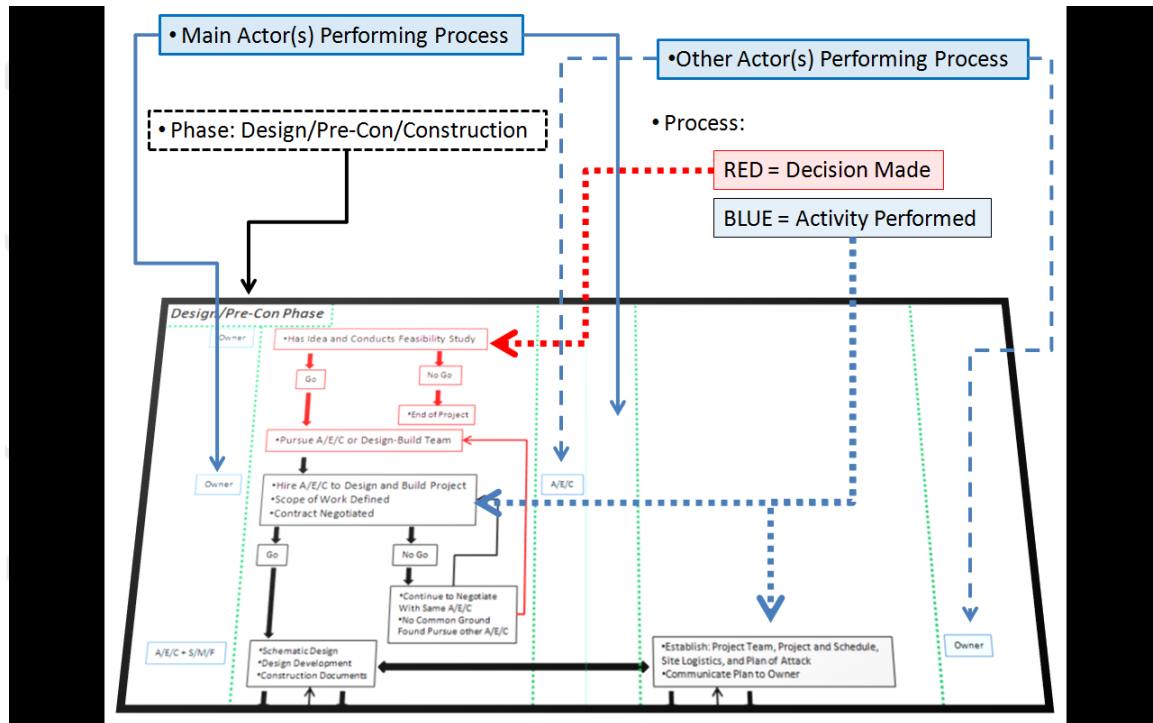 • Main Actor(s) Performing Process
•Other Actor(s) Performing Process
• Phase: Design/Pre-Con/Construction
• Process:
RED = Decision Made
BLUE = Activity Performed
Design/Pre-Con Phase
Owner
•Has Idea and Conducts Feasibility Study
Go
No Go
•End of Project
•Pursue A/E/C or Design-Build Team
Owner
•Hire A/E/C to Design and Build Project
•Scope of Work Defined
•Contract Negotiated
A/E/C
Go
No Go
•Continue to Negotiate
With Same A/E/C
•No Common Ground
Found Pursue other A/E/C
A/E/C + S/M/F
•Schematic Design
•Design Development
•Construction Documents
•Establish: Project Team, Project and Schedule,
Site Logistics, and Plan of Attack
•Communicate Plan to Owner
Owner